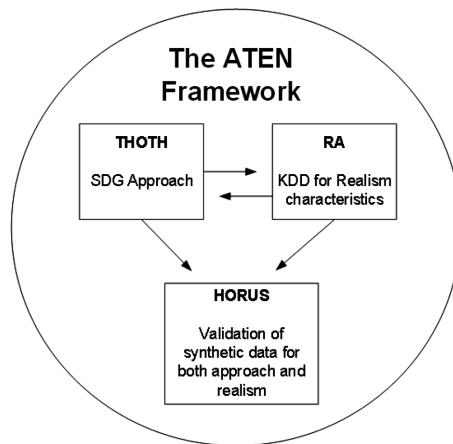 The ATEN
Framework
THOTH
SDG Approach
RA
KDD for Realism
characteristics
HORUS
Validation of
synthetic data for
both approach and
realism